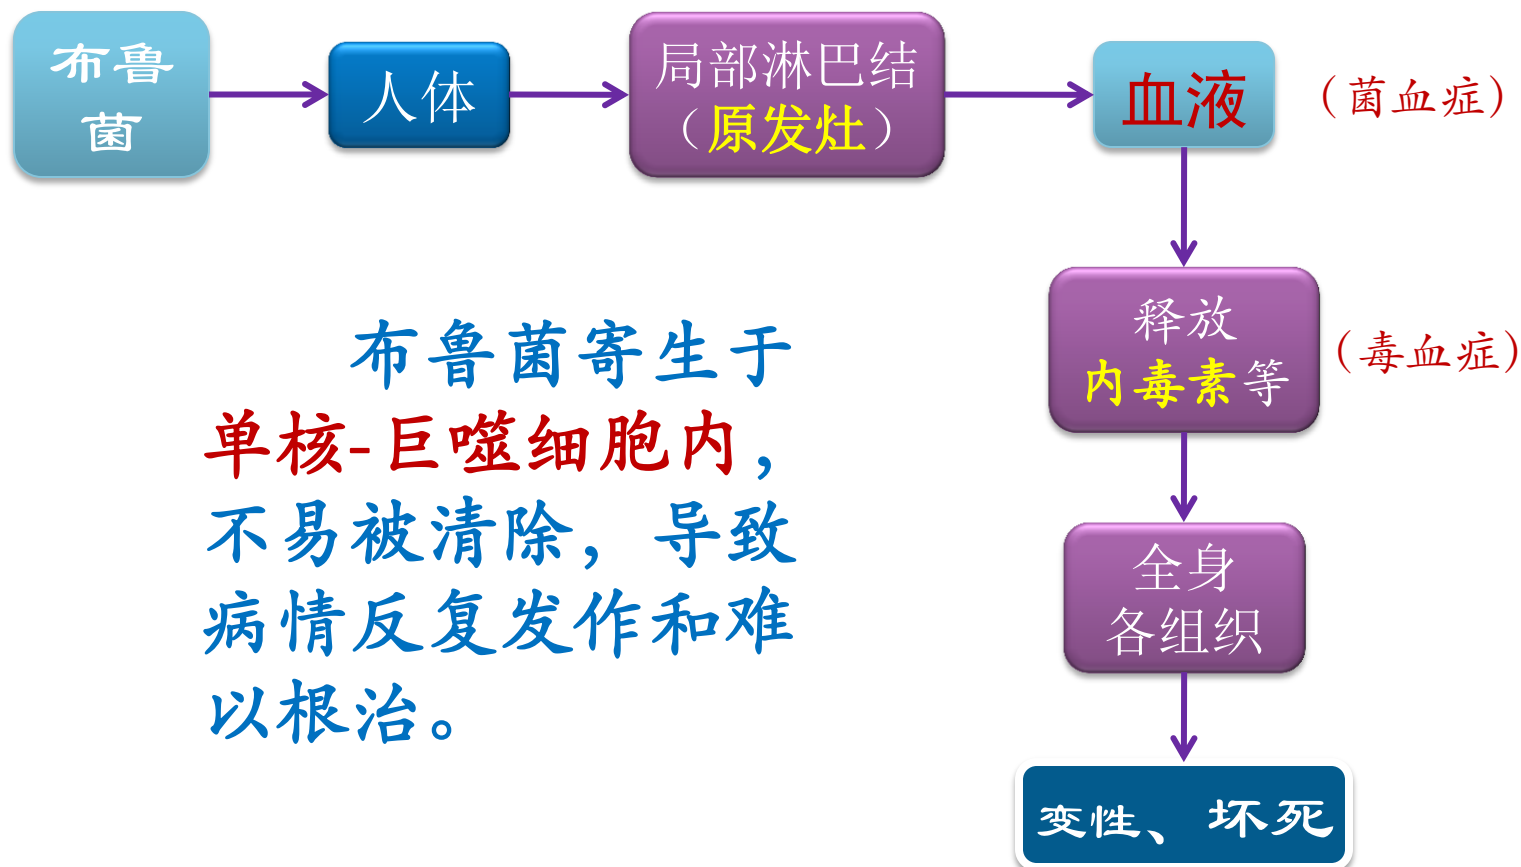 布鲁
菌
人体
局部淋巴结
（原发灶）
血液
（菌血症）
释放
内毒素等
（毒血症）
全身
各组织
变性、坏死
布鲁菌寄生于
单核-巨噬细胞内，
不易被清除，导致
病情反复发作和难
以根治。